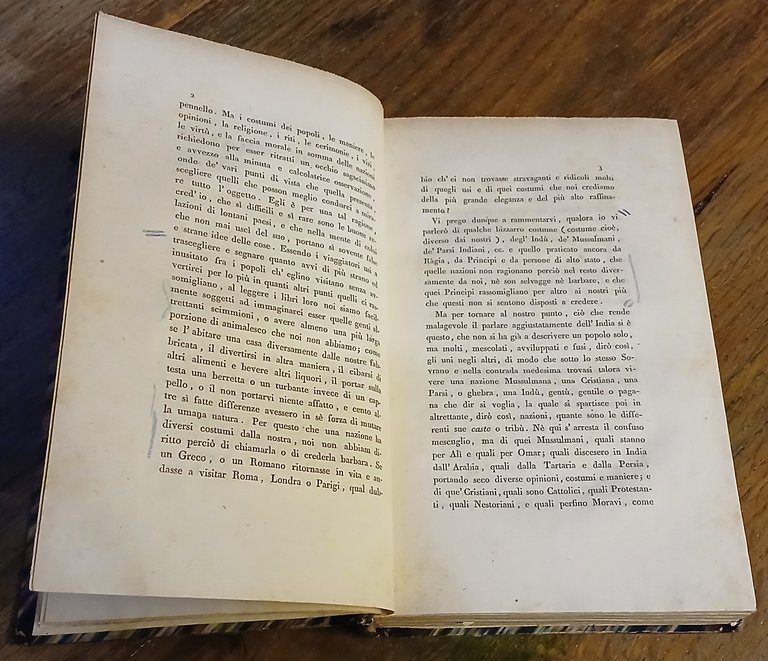 2
pennello. Ma i costumi dei popoli, le maniere, le
opinioni, la religione, i riti, le cerimonie, i vizi,
le virtù, e la faccia morale in somma delle nazioni
richiedono per esser ritratti un occhio sagacissimo
e avvezzo alla minuta e calcolatrice osservazione,
onde de' vari punti di vista che quella presenta,
scegliere quelli che posson meglio condurci a mira-
re tutto l' oggetto. Egli è per una tal ragione,
cred' io, che sì difficili e sì rare sono le buone re-
lazioni di lontani paesi, e che nella mente di coloro
che non mai uscì del suo, portano sì sovente false
e strane idee delle cose. Essendo i viaggiatori usi a
trascegliere e segnare quanto avvi di più strano ed
inusitato fra i popoli ch' eglino visitano senza av-
vertirci per lo più in quanti altri punti quelli ci ras-
somigliano, al leggere i libri loro noi siamo facil-
mente soggetti ad immaginarci esser quelle genti al-
trettanti scimmioni, o avere almeno una più larga
porzione di animalesco che noi non abbiamo; come
se l'abitare una casa diversamente dalle nostre fab-
bricata, il divertirsi in altra maniera, il cibarsi di
altri alimenti e bevere altri liquori, il portar sulla
testa una berretta o un turbante invece di un cap-
pello, o il non portarvi niente affatto, e cento al-
tre sì fatte differenze avessero in sè forza di mutare
la umana natura. Per questo che una nazione ha
diversi costumi dalla nostra, noi non abbiam di-
ritto perciò di chiamarla o di crederla barbara. Se
un Greco, o un Romano ritornasse in vita e an-
dasse a visitar Roma, Londra o Parigi, qual dub-
3
bio ch' ei non trovasse stravaganti e ridicoli molti
di quegli usi e di quei costumi che noi crediamo
della più grande eleganza e del più alto raffina-
mento?
Vi prego dunque a rammentarvi, qualora io vi
parlerò di qualche bizzarro costume (costume cioè,
diverso dai nostri), degl' Indù, de' Mussulmani,
de' Parsi Indiani, ec. e quello praticato ancora da
Ràgia, da Principi e da persone di alto stato, che
quelle nazioni non ragionano perciò nel resto diver-
samente da noi, nè son selvagge nè barbare, e che
quei Principi rassomigliano per altro ai nostri più
che questi non si sentono disposti a credere.
Ma per tornare al nostro punto, ciò che rende
malagevole il parlare aggiustatamente dell' India si è
questo, che non si ha già a descrivere un popolo solo,
ma molti, mescolati, avviluppati e fusi, dirò così,
gli uni negli altri, di modo che sotto lo stesso So-
vrano e nella contrada medesima trovasi talora vi-
vere una nazione Mussulmana, una Cristiana, una
Parsi, o ghebra, una Indù, gentù, gentile o paga-
na che dir si voglia, la quale si spartisce poi in
altrettante, dirò così, nazioni, quante sono le diffe-
renti sue caste o tribù. Nè qui s' arresta il confuso
mescuglio, ma di quei Mussulmani, quali stanno
per Alì e quali per Omar; quali discesero in India
dall' Arabia, quali dalla Tartaria e dalla Persia,
portando seco diverse opinioni, costumi e maniere; e
di que' Cristiani, quali sono Cattolici, quali Protestan-
ti, quali Nestoriani, e quali perfino Moravi, come